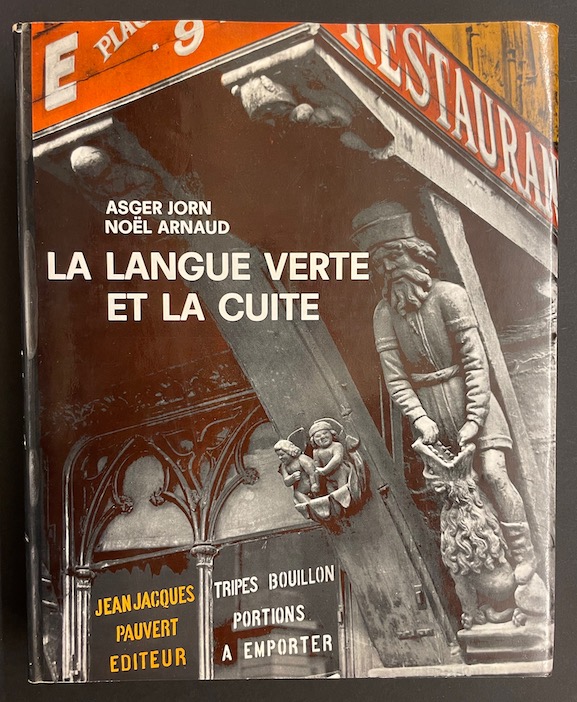 E PLAC
.9
RESTAURAN
ASGER JORN
NOËL ARNAUD
LA LANGUE VERTE
ET LA CUITE
JEAN JACQUES
PAUVERT
EDITEUR
TRIPES BOUILLON
PORTIONS
A EMPORTER